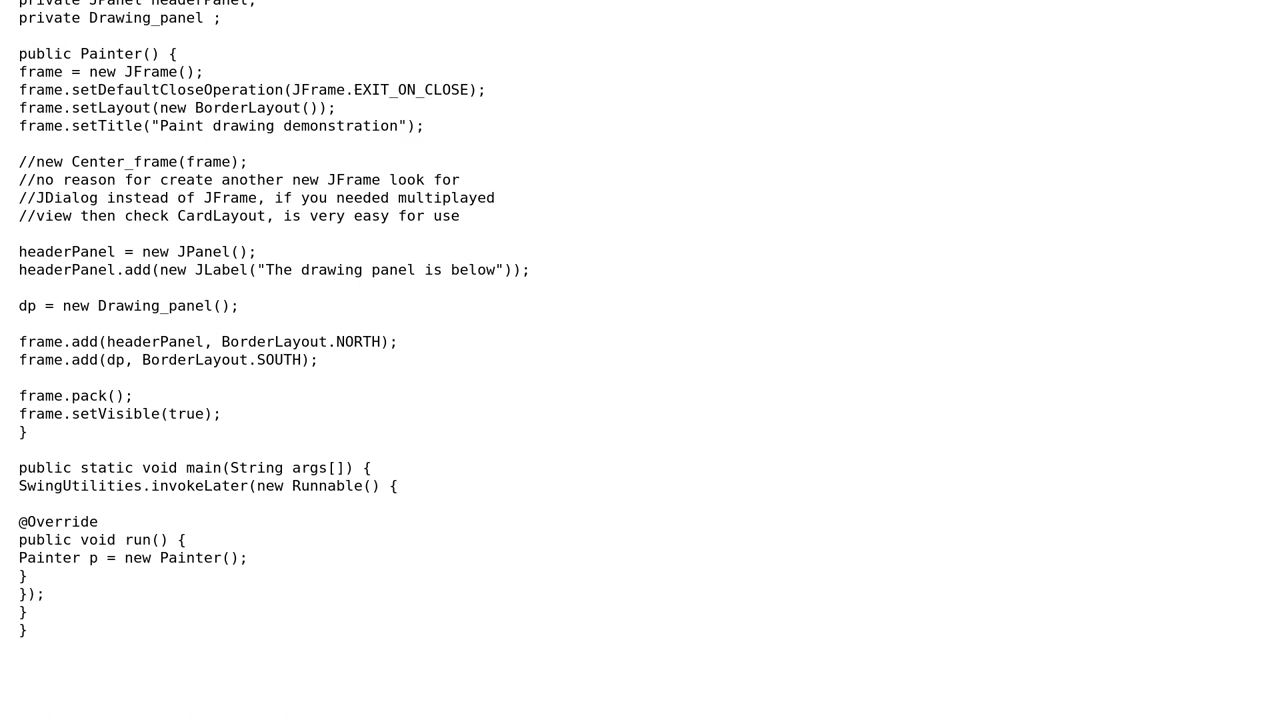 private JPanel headerPanel;
private Drawing_panel ;
public Painter() {
frame = new JFrame();
frame.setDefaultCloseOperation(JFrame.EXIT_ON_CLOSE);
frame.setLayout(new BorderLayout());
frame.setTitle("Paint drawing demonstration");
//new Center_frame(frame);
//no reason for create another new JFrame look for
//JDialog instead of JFrame, if you needed multiplayed
//view then check CardLayout, is very easy for use
headerPanel = new JPanel();
headerPanel.add(new JLabel("The drawing panel is below"));
dp = new Drawing_panel();
frame.add(headerPanel, BorderLayout.NORTH);
frame.add(dp, BorderLayout.SOUTH);
frame.pack();
frame.setVisible(true);
}
public static void main(String args[]) {
SwingUtilities.invokeLater(new Runnable() {
@Override
public void run() {
Painter p = new Painter();
}
});
}
}